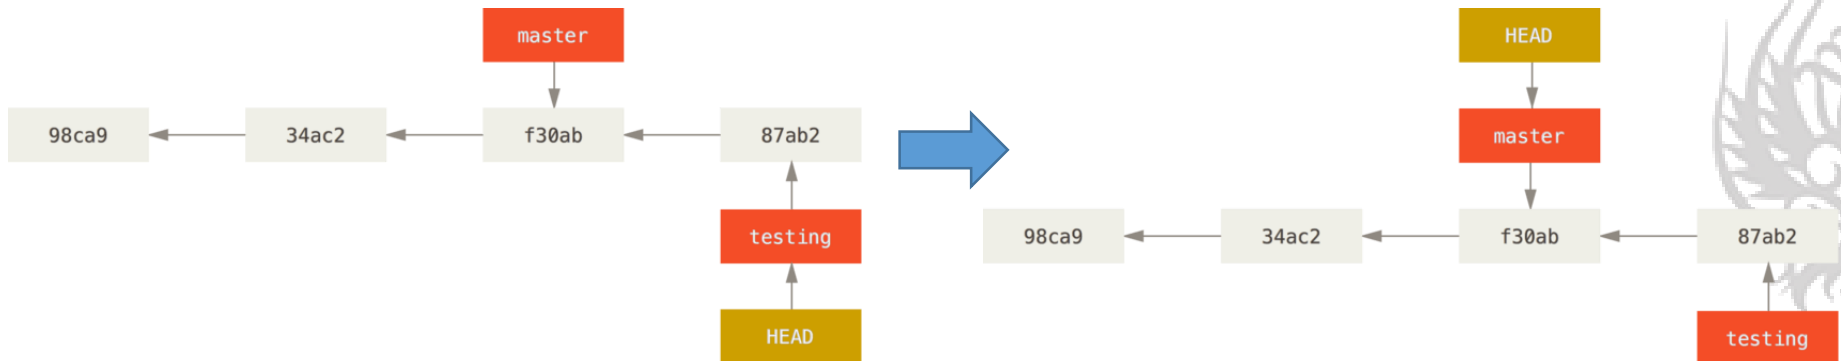 master
98ca9
34ac2
f30ab
87ab2
testing
HEAD
HEAD
master
98ca9
34ac2
f30ab
87ab2
testing